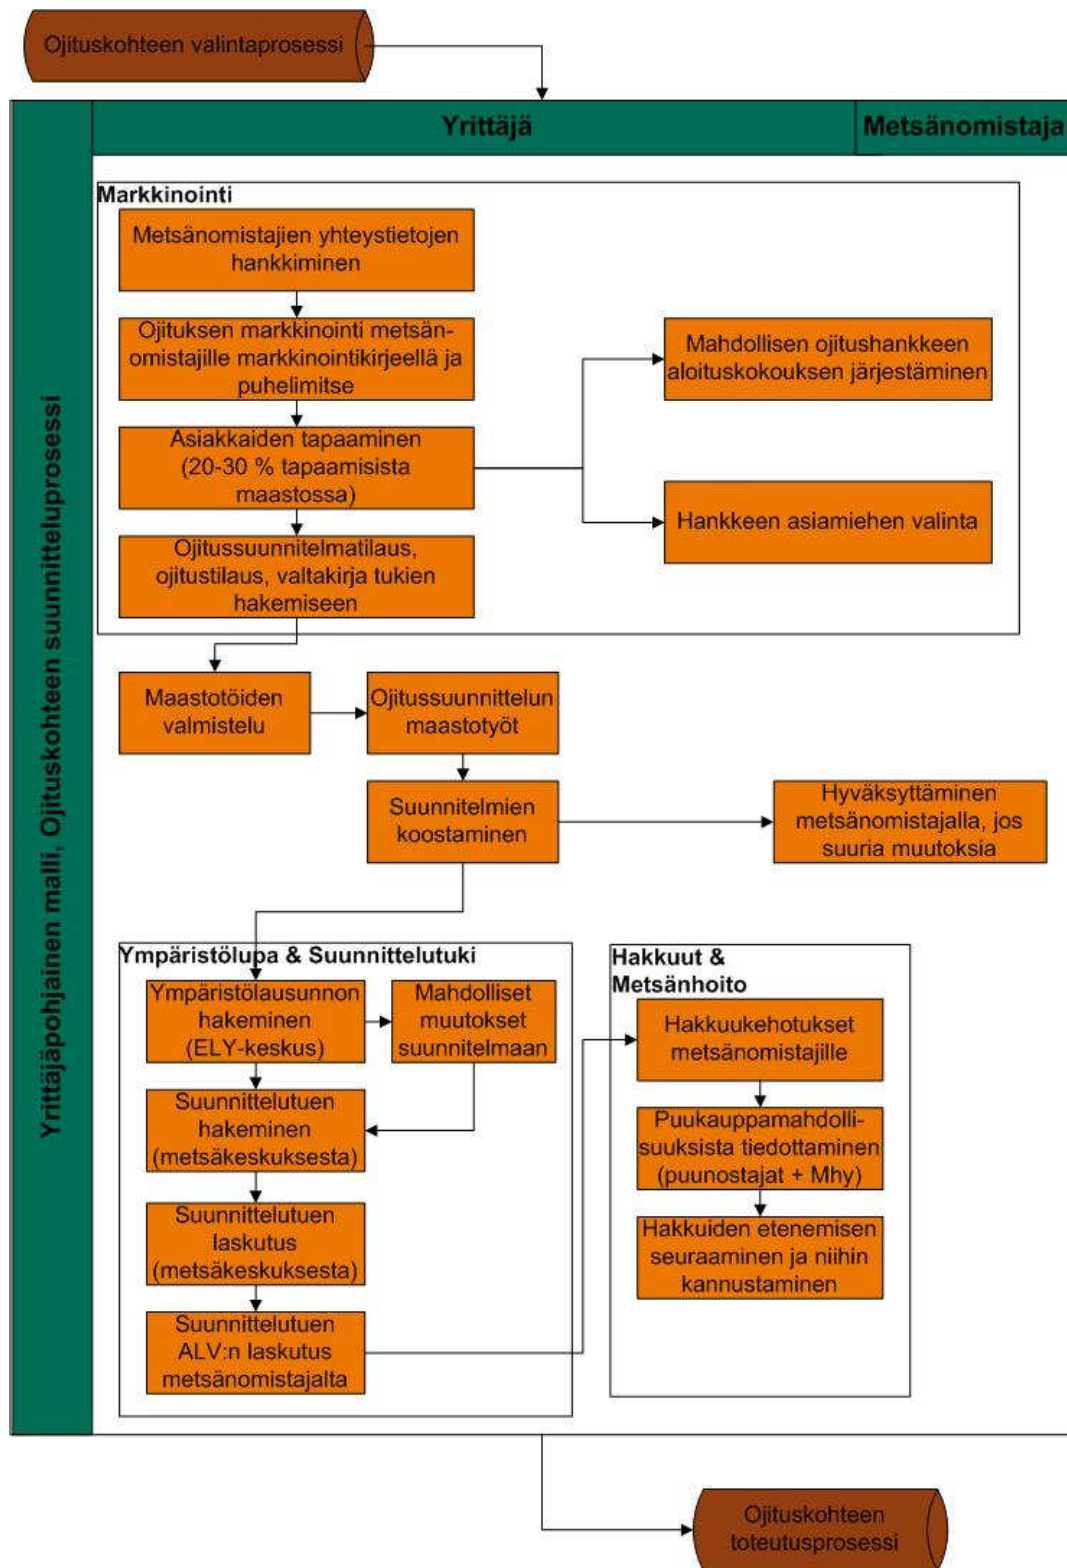 Ojituskohteen valintaprosessi
Yrittäjä
Metsänomistaja
Yrittäjäpohjainen malli, Ojituskohteen suunnitteluprosessi
Markkinointi
Metsänomistajien yhteystietojen
hankkiminen
Ojituksen markkinointi metsän-
omistajille markkinointikirjeellä ja
puhelimitse
Mahdollisen ojitushankkeen
aloituskokouksen järjestäminen
Asiakkaiden tapaaminen
(20-30 % tapaamisista
maastossa)
Hankkeen asiamiehen valinta
Ojitussuunnitelmatilaus,
ojitustilaus, valtakirja tukien
hakemiseen
Maastotöiden
valmistelu
Ojitussuunnittelun
maastotyöt
Suunnitelmien
koostaminen
Hyväksyttäminen
metsänomistajalla, jos
suuria muutoksia
Ympäristölupa & Suunnittelutuki
Ympäristölausunnon
hakeminen
(ELY-keskus)
Mahdolliset
muutokset
suunnitelmaan
Suunnittelutuen
hakeminen
(metsäkeskuksesta)
Suunnittelutuen
laskutus
(metsäkeskuksesta)
Suunnittelutuen
ALV:n laskutus
metsänomistajalta
Hakkuut &
Metsänhoito
Hakkuukehotukset
metsänomistajille
Puukauppamahdolli-
suuksista tiedottaminen
(puunostajat + Mhy)
Hakkuiden etenemisen
seuraaminen ja niihin
kannustaminen
Ojituskohteen
toteutusprosessi